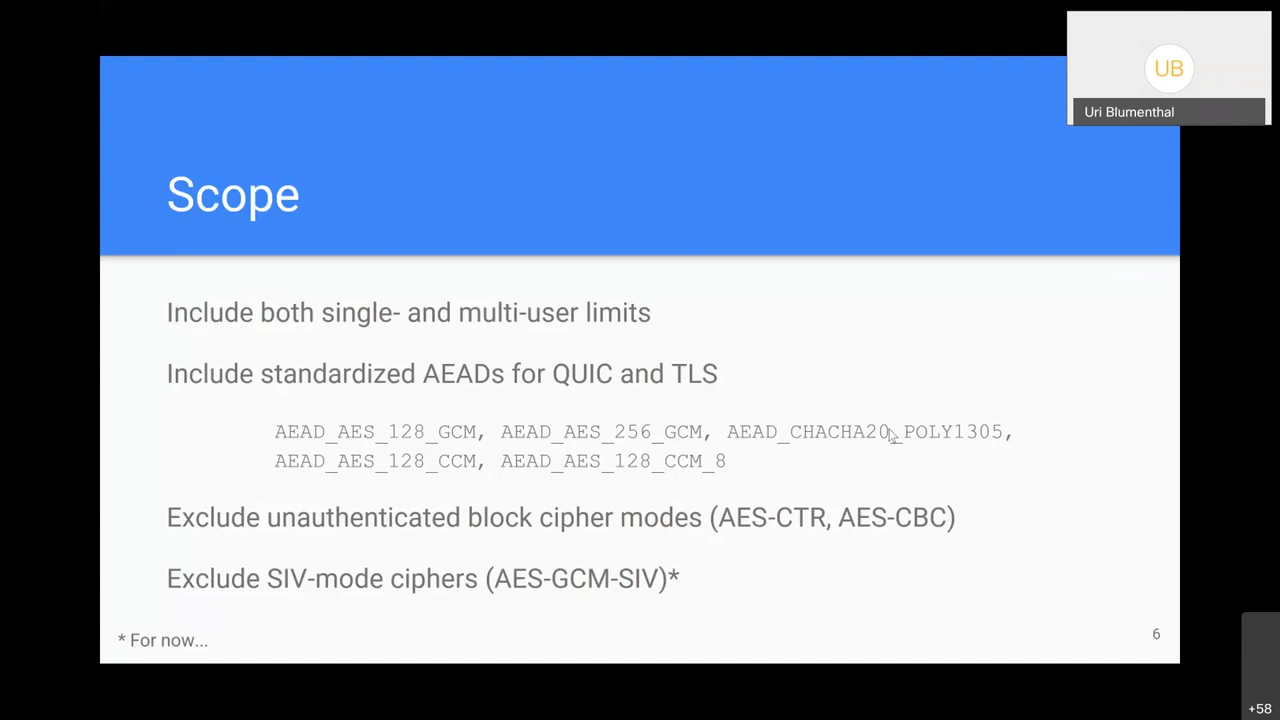 UB
Uri Blumenthal
Scope
Include both single- and multi-user limits
Include standardized AEADs for QUIC and TLS
AEAD_AES_128_GCM, AEAD_AES_256_GCM, AEAD_CHACHA20_POLY1305,
AEAD_AES_128_CCM, AEAD_AES_128_CCM_8
Exclude unauthenticated block cipher modes (AES-CTR, AES-CBC)
Exclude SIV-mode ciphers (AES-GCM-SIV)*
* For now...
6
+58